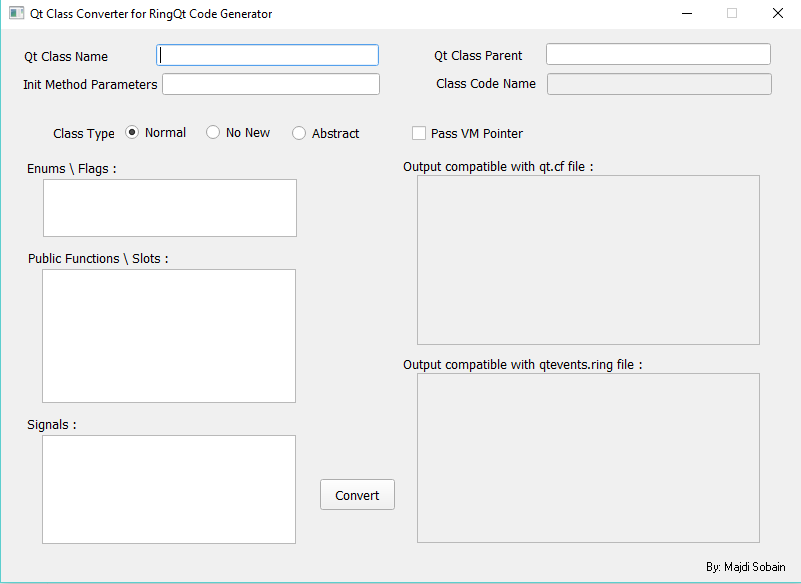 Qt Class Converter for RingQt Code Generator
Qt Class Name
Qt Class Parent
Init Method Parameters
Class Code Name
Class Type Normal No New Abstract
Pass VM Pointer
Enums \ Flags :
Output compatible with qt.cf file :
Public Functions \ Slots :
Output compatible with qtevents.ring file :
Signals :
Convert
By: Majdi Sobain